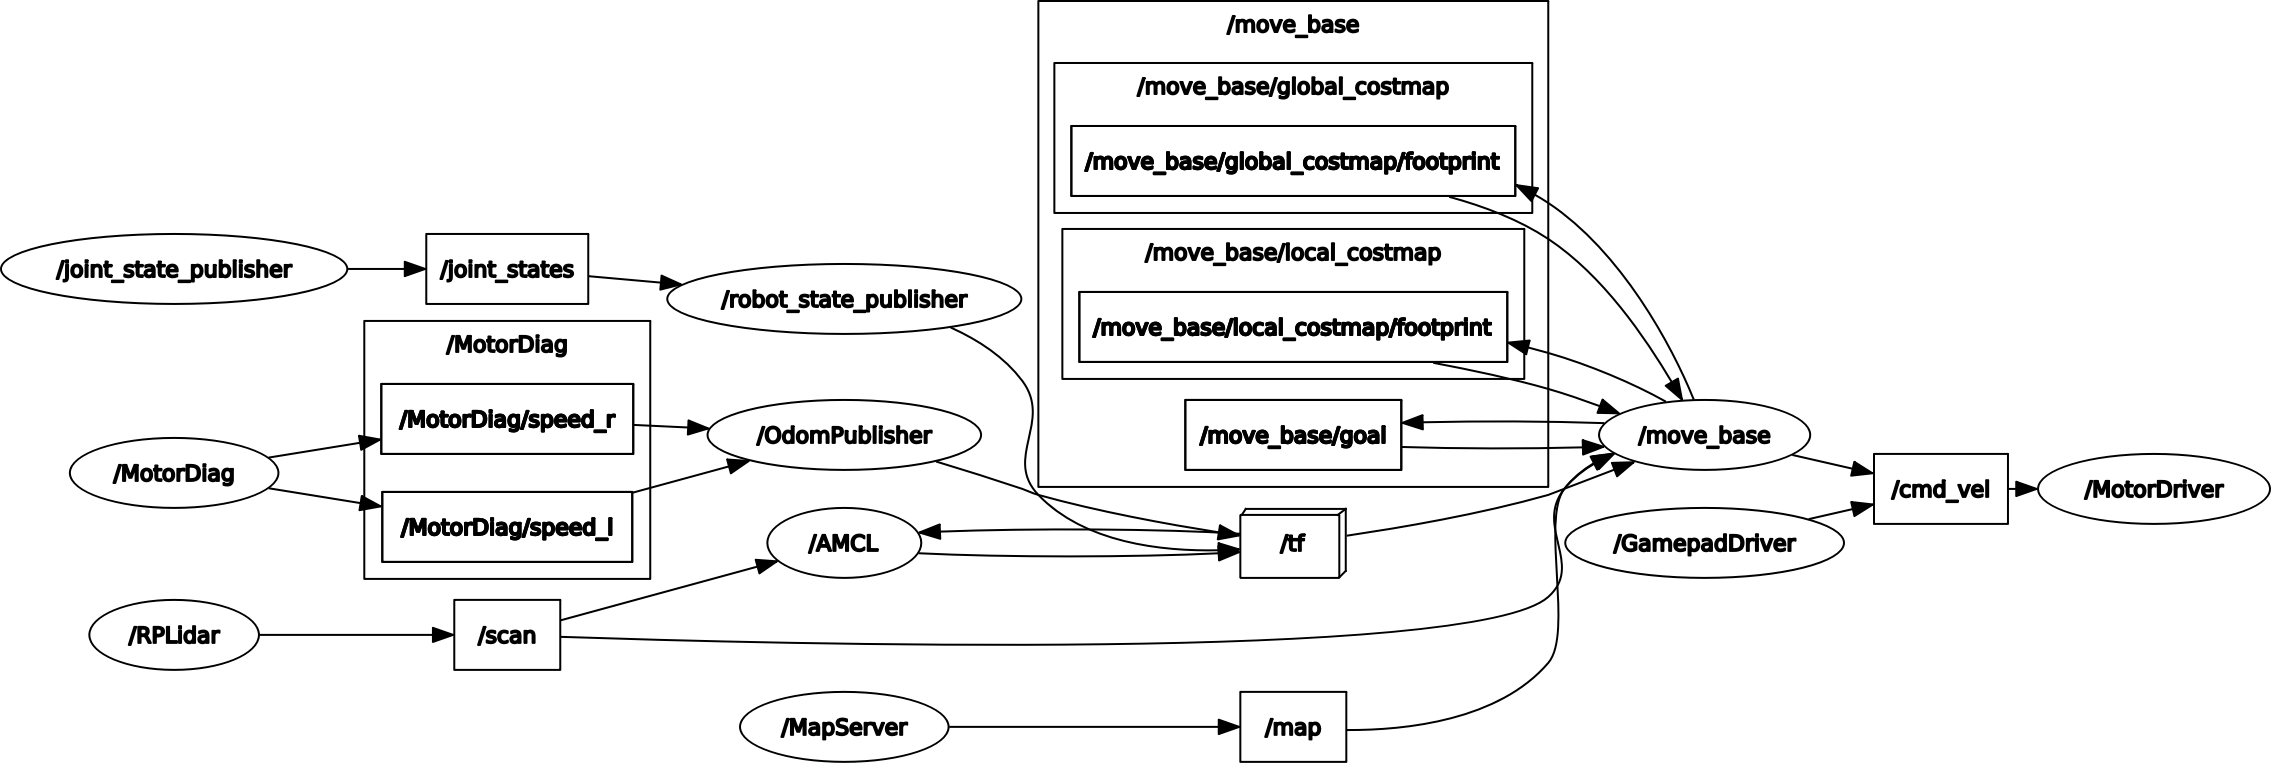 /move_base
/move_base/global_costmap
/move_base/global_costmap/footprint
/joint_state_publisher
/joint_states
/robot_state_publisher
/move_base/local_costmap
/move_base/local_costmap/footprint
/MotorDiag
/MotorDiag/speed_r
/OdomPublisher
/move_base/goal
/move_base
/MotorDiag
/MotorDiag/speed_l
/cmd_vel
/MotorDriver
/AMCL
/tf
/GamepadDriver
/RPLidar
/scan
/MapServer
/map